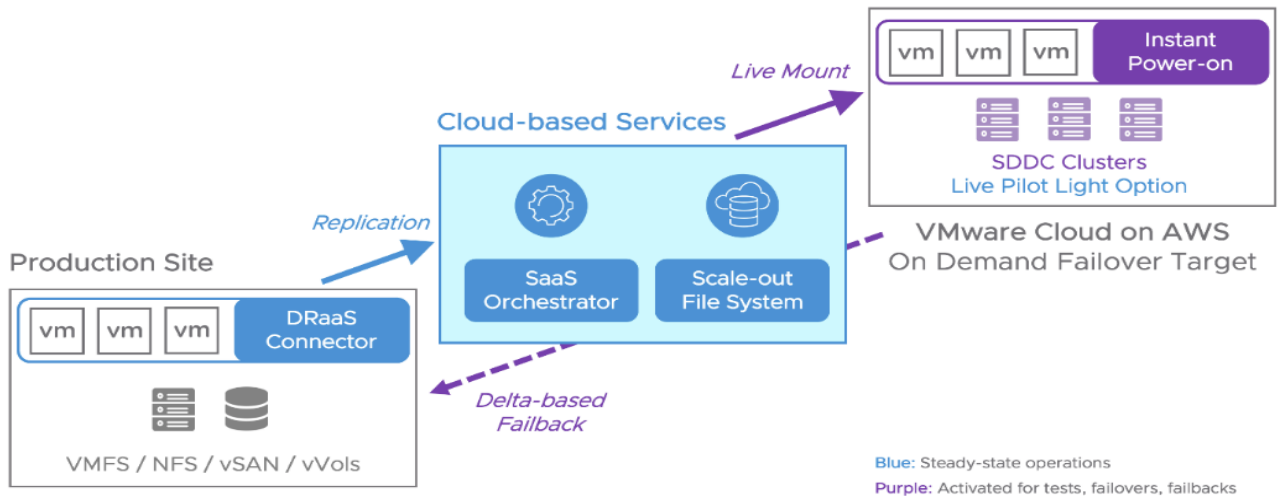 Production Site
vm vm vm
DRaaS
Connector
VMFS / NFS / vSAN / vVols
Replication
Cloud-based Services
SaaS
Orchestrator
Scale-out
File System
Live Mount
vm vm vm
Instant
Power-on
SDDC Clusters
Live Pilot Light Option
VMware Cloud on AWS
On Demand Failover Target
Delta-based
Failback
Blue: Steady-state operations
Purple: Activated for tests, failovers, failbacks